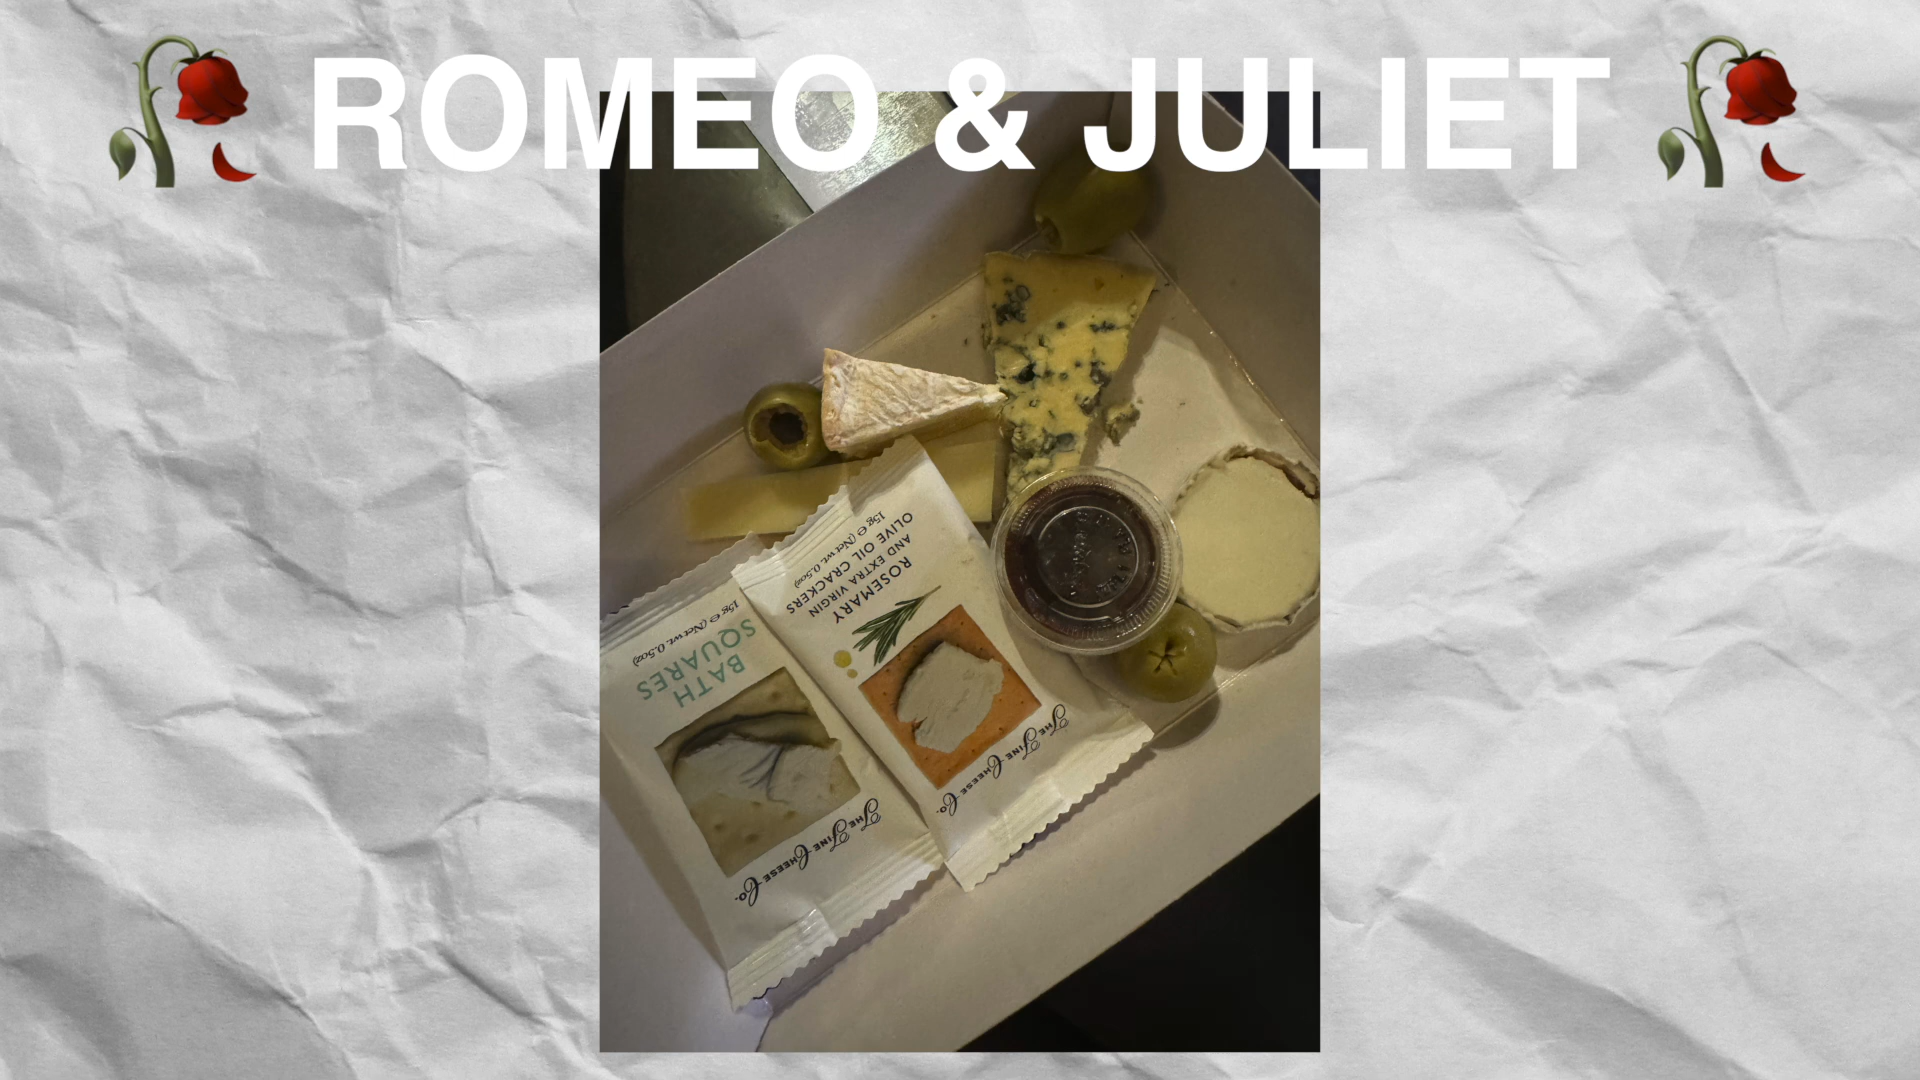 ROMEO & JULIET
ROSEMARY
AND EXTRA VIRGIN
OLIVE OIL CRACKERS
15g e (Net wt. 0.5oz)
THE FINE CHEESE Co.
BATH
SQUARES
15g e (Net wt. 0.5oz)
THE FINE CHEESE Co.